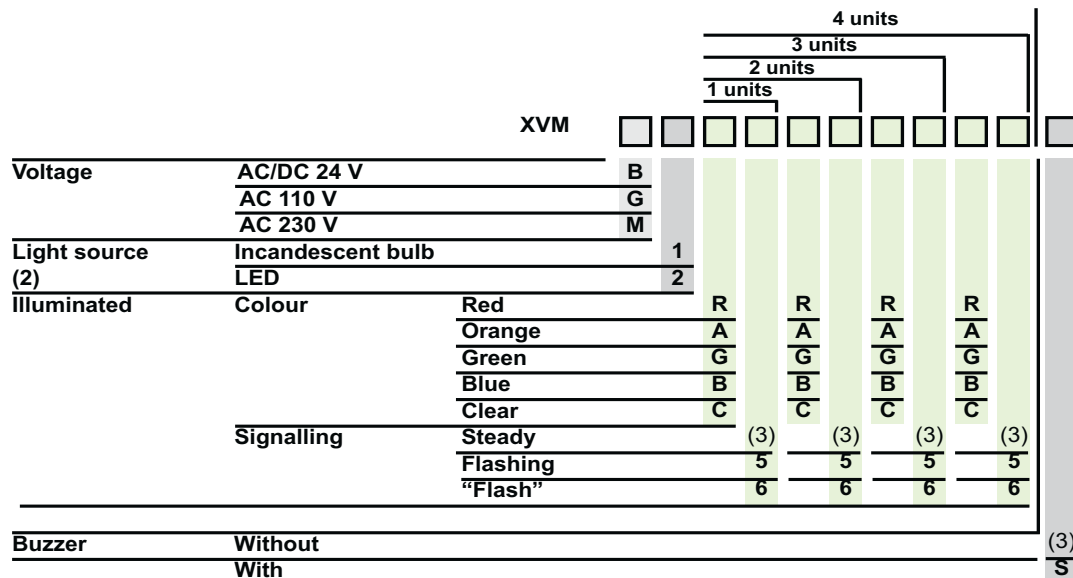 4 units
3 units
2 units
1 units
XVM
Voltage AC/DC 24 V B
AC 110 V G
AC 230 V M
Light source Incandescent bulb 1
(2) LED 2
Illuminated Colour Red R R R R
Orange A A A A
Green G G G G
Blue B B B B
Clear C C C C
Signalling Steady (3) (3) (3) (3)
Flashing 5 5 5 5
“Flash” 6 6 6 6
Buzzer Without (3)
With S